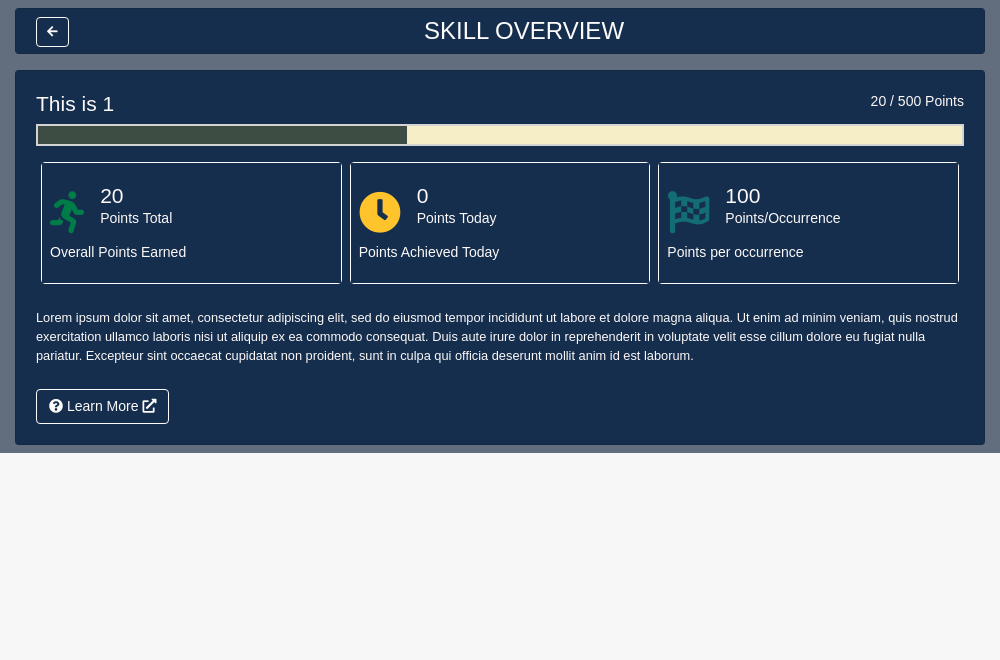 SKILL OVERVIEW
This is 1
20 / 500 Points
20
Points Total
Overall Points Earned
0
Points Today
Points Achieved Today
100
Points/Occurrence
Points per occurrence
Lorem ipsum dolor sit amet, consectetur adipiscing elit, sed do eiusmod tempor incididunt ut labore et dolore magna aliqua. Ut enim ad minim veniam, quis nostrud
exercitation ullamco laboris nisi ut aliquip ex ea commodo consequat. Duis aute irure dolor in reprehenderit in voluptate velit esse cillum dolore eu fugiat nulla
pariatur. Excepteur sint occaecat cupidatat non proident, sunt in culpa qui officia deserunt mollit anim id est laborum.
Learn More